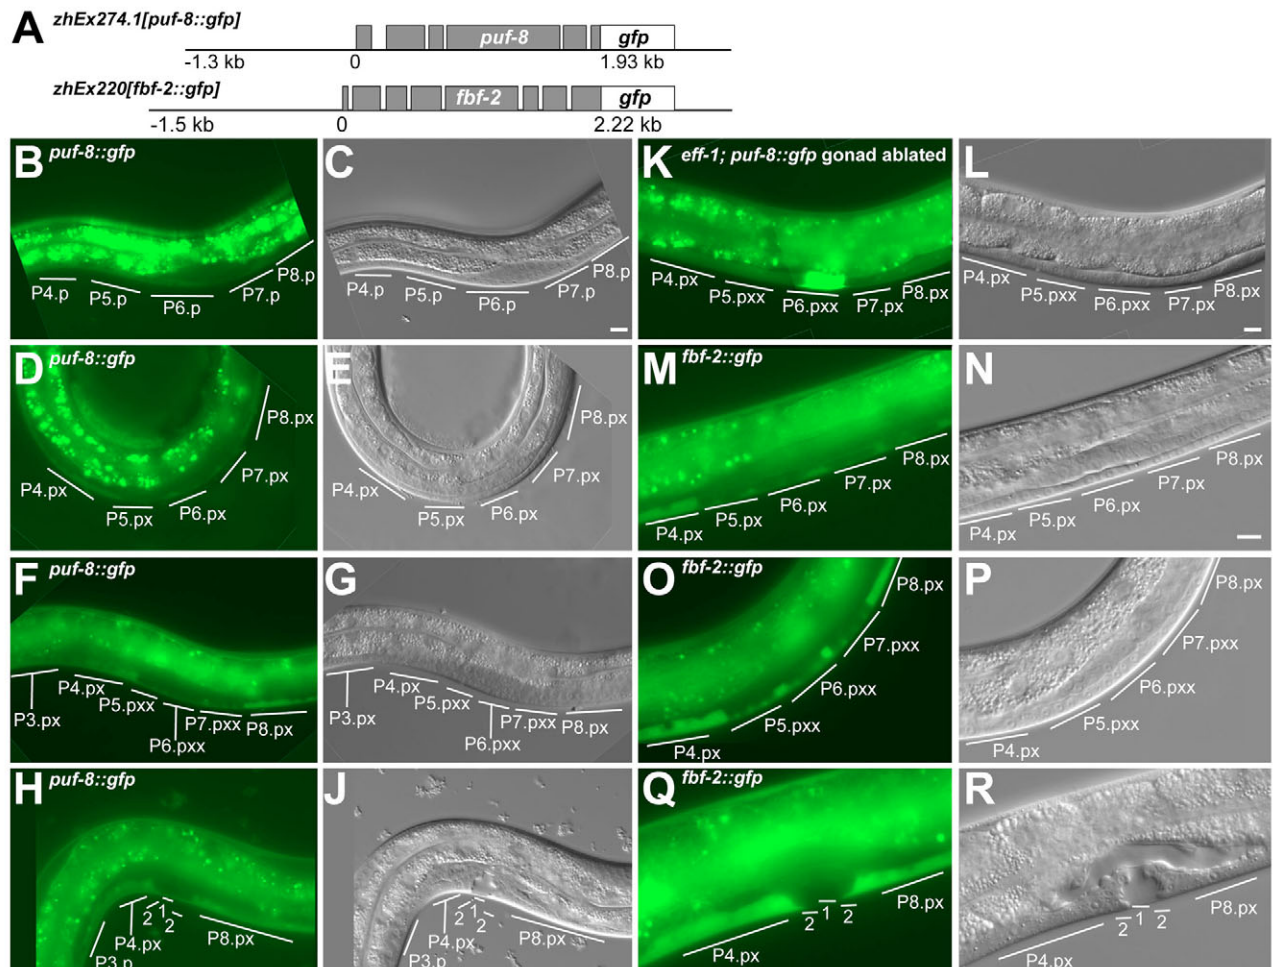 A zhEx274.1[puf-8::gfp]
puf-8 gfp
-1.3 kb 0 1.93 kb
zhEx220[fbf-2::gfp]
fbf-2 gfp
-1.5 kb 0 2.22 kb
B puf-8::gfp
P4.p P5.p P6.p P7.p P8.p
C
P4.p P5.p P6.p P7.p P8.p
K eff-1; puf-8::gfp gonad ablated
P4.px P5.pxx P6.pxx P7.px P8.px
L
P4.px P5.pxx P6.pxx P7.px P8.px
D puf-8::gfp
P4.px P5.px P6.px P7.px P8.px
E
P4.px P5.px P6.px P7.px P8.px
M fbf-2::gfp
P4.px P5.px P6.px P7.px P8.px
N
P4.px P5.px P6.px P7.px P8.px
F puf-8::gfp
P3.px P4.px P5.pxx P6.pxx P7.pxx P8.px
G
P3.px P4.px P5.pxx P6.pxx P7.pxx P8.px
O fbf-2::gfp
P4.px P5.pxx P6.pxx P7.pxx P8.px
P
P4.px P5.pxx P6.pxx P7.pxx P8.px
H puf-8::gfp
P3.p P4.px 2 1 2 P8.px
J
P3.p P4.px 2 1 2 P8.px
Q fbf-2::gfp
P4.px 2 1 2 P8.px
R
P4.px 2 1 2 P8.px